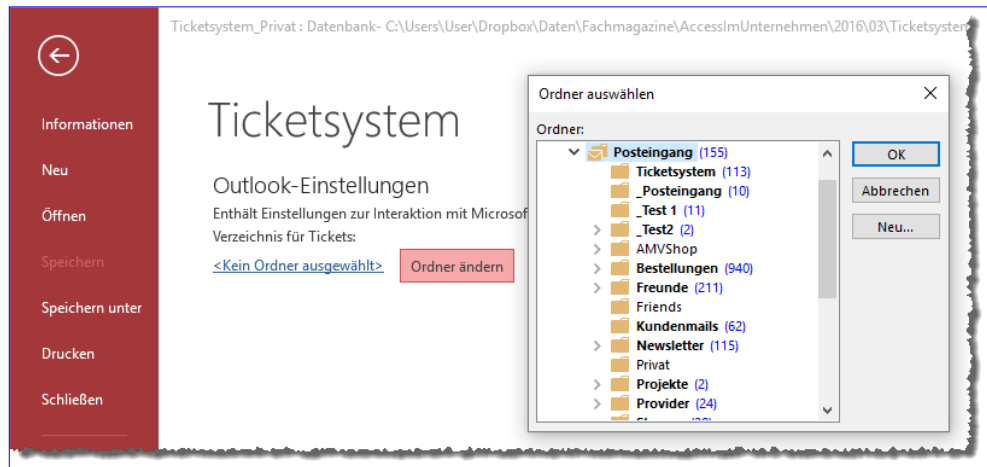 Ticketsystem_Privat : Datenbank- C:\Users\User\Dropbox\Daten\Fachmagazine\AccessImUnternehmen\2016\03\Ticketsystem
Informationen
Neu
Öffnen
Speichern
Speichern unter
Drucken
Schließen
Ticketsystem
Outlook-Einstellungen
Enthält Einstellungen zur Interaktion mit Microsof
Verzeichnis für Tickets:
<Kein Ordner ausgewählt> Ordner ändern
Ordner auswählen
Ordner:
Posteingang (155)
Ticketsystem (113)
_Posteingang (10)
_Test 1 (11)
_Test2 (2)
AMVShop
Bestellungen (940)
Freunde (211)
Friends
Kundenmails (62)
Newsletter (115)
Privat
Projekte (2)
Provider (24)
OK
Abbrechen
Neu...